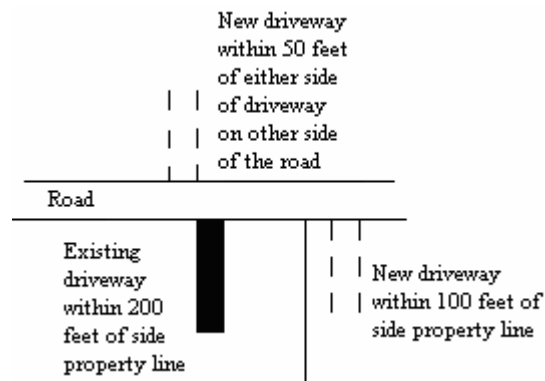 New driveway
within 50 feet
of either side
of driveway
on other side
of the road
Road
Existing
driveway
within 200
feet of side
property line
New driveway
within 100 feet of
side property line